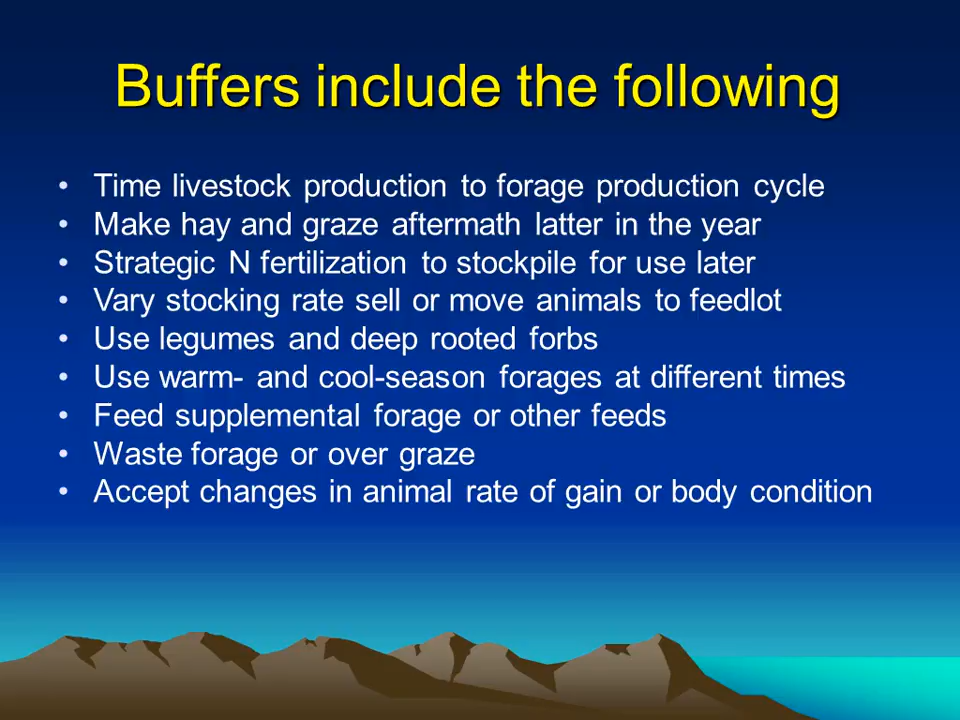 Buffers include the following
• Time livestock production to forage production cycle
• Make hay and graze aftermath latter in the year
• Strategic N fertilization to stockpile for use later
• Vary stocking rate sell or move animals to feedlot
• Use legumes and deep rooted forbs
• Use warm- and cool-season forages at different times
• Feed supplemental forage or other feeds
• Waste forage or over graze
• Accept changes in animal rate of gain or body condition